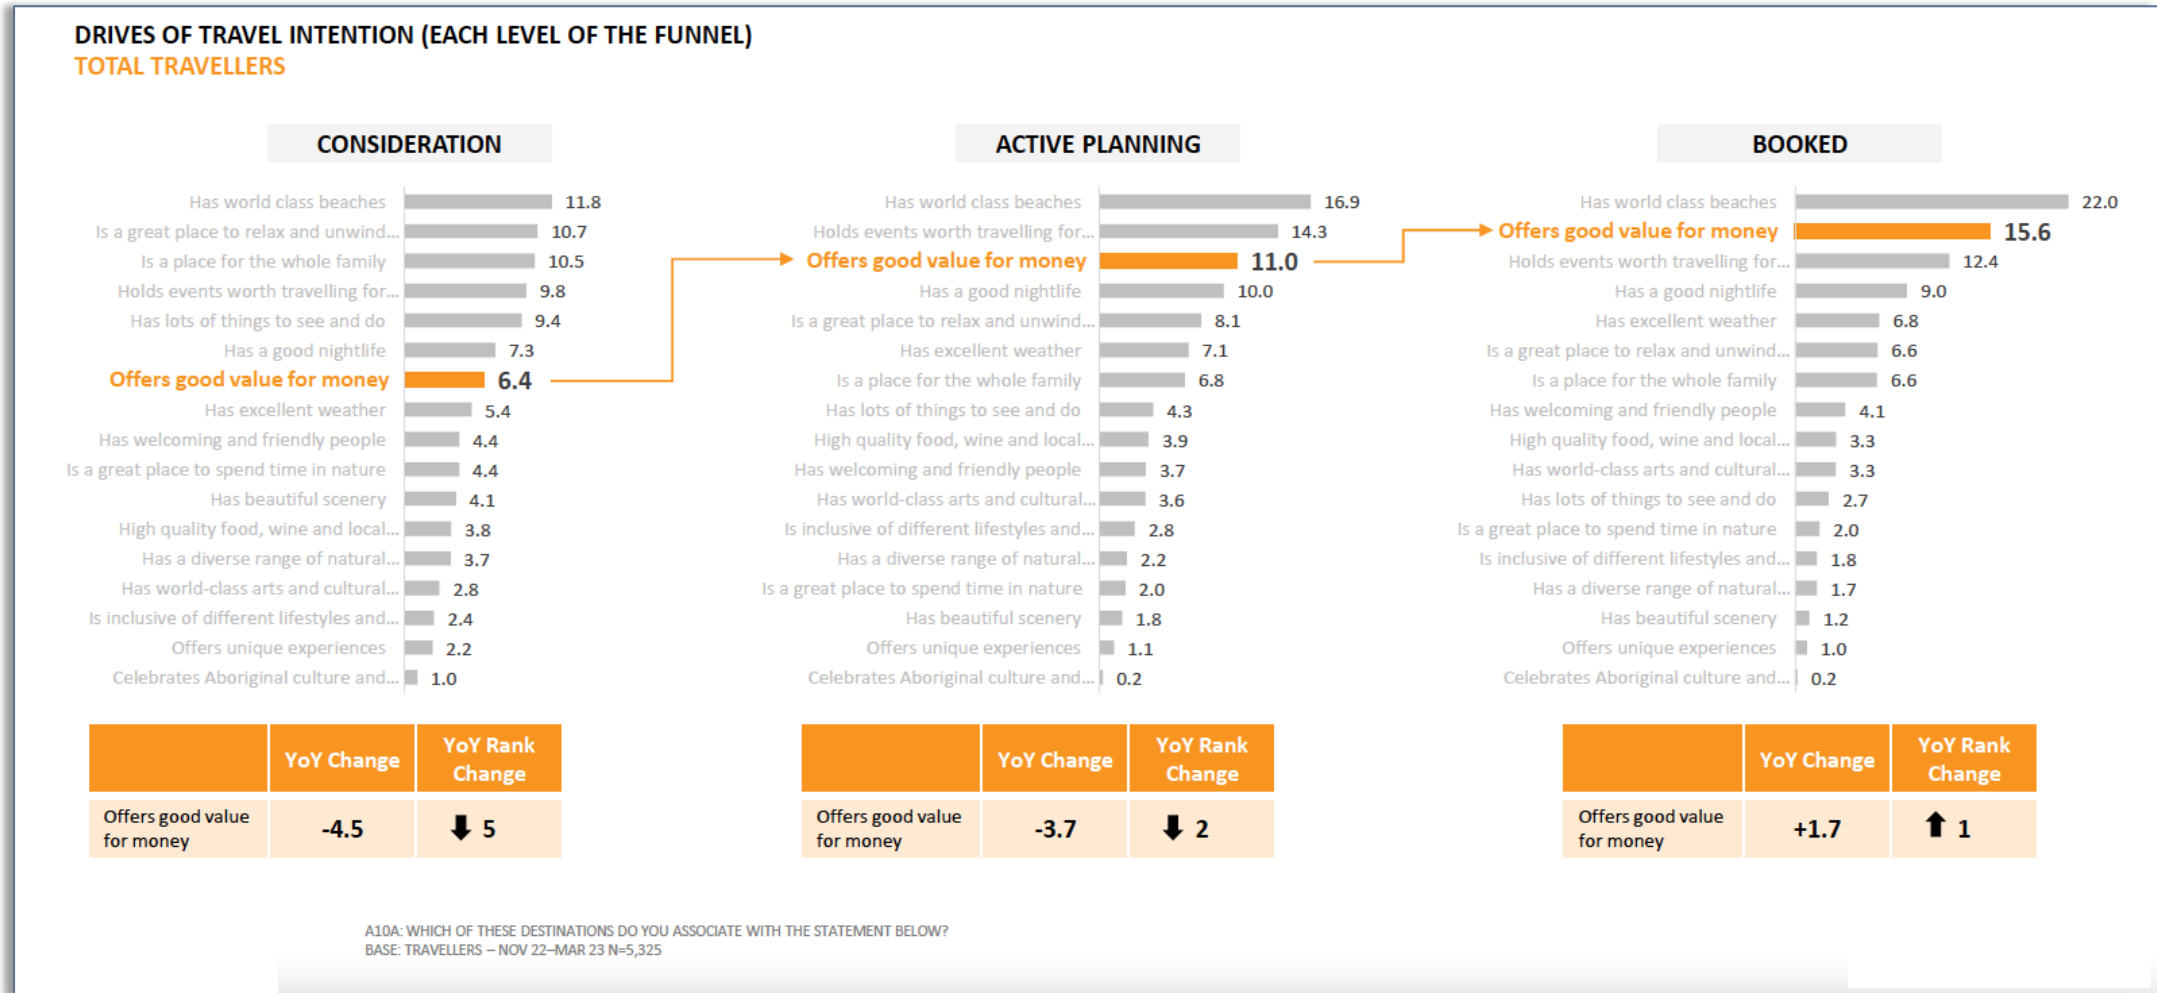 DRIVES OF TRAVEL INTENTION (EACH LEVEL OF THE FUNNEL)
TOTAL TRAVELLERS
CONSIDERATION
Has world class beaches 11.8
Is a great place to relax and unwind... 10.7
Is a place for the whole family 10.5
Holds events worth travelling for... 9.8
Has lots of things to see and do 9.4
Has a good nightlife 7.3
Offers good value for money 6.4
Has excellent weather 5.4
Has welcoming and friendly people 4.4
Is a great place to spend time in nature 4.4
Has beautiful scenery 4.1
High quality food, wine and local... 3.8
Has a diverse range of natural... 3.7
Has world-class arts and cultural... 2.8
Is inclusive of different lifestyles and... 2.4
Offers unique experiences 2.2
Celebrates Aboriginal culture and... 1.0
YoY Change
YoY Rank
Change
Offers good value
for money
-4.5
5
ACTIVE PLANNING
Has world class beaches 16.9
Holds events worth travelling for... 14.3
Offers good value for money 11.0
Has a good nightlife 10.0
Is a great place to relax and unwind... 8.1
Has excellent weather 7.1
Is a place for the whole family 6.8
Has lots of things to see and do 4.3
High quality food, wine and local... 3.9
Has welcoming and friendly people 3.7
Has world-class arts and cultural... 3.6
Is inclusive of different lifestyles and... 2.8
Has a diverse range of natural... 2.2
Is a great place to spend time in nature 2.0
Has beautiful scenery 1.8
Offers unique experiences 1.1
Celebrates Aboriginal culture and... 0.2
YoY Change
YoY Rank
Change
Offers good value
for money
-3.7
2
BOOKED
Has world class beaches 22.0
Offers good value for money 15.6
Holds events worth travelling for... 12.4
Has a good nightlife 9.0
Has excellent weather 6.8
Is a great place to relax and unwind... 6.6
Is a place for the whole family 6.6
Has welcoming and friendly people 4.1
High quality food, wine and local... 3.3
Has world-class arts and cultural... 3.3
Has lots of things to see and do 2.7
Is a great place to spend time in nature 2.0
Is inclusive of different lifestyles and... 1.8
Has a diverse range of natural... 1.7
Has beautiful scenery 1.2
Offers unique experiences 1.0
Celebrates Aboriginal culture and... 0.2
YoY Change
YoY Rank
Change
Offers good value
for money
+1.7
1
A10A: WHICH OF THESE DESTINATIONS DO YOU ASSOCIATE WITH THE STATEMENT BELOW?
BASE: TRAVELLERS – NOV 22–MAR 23 N=5,325